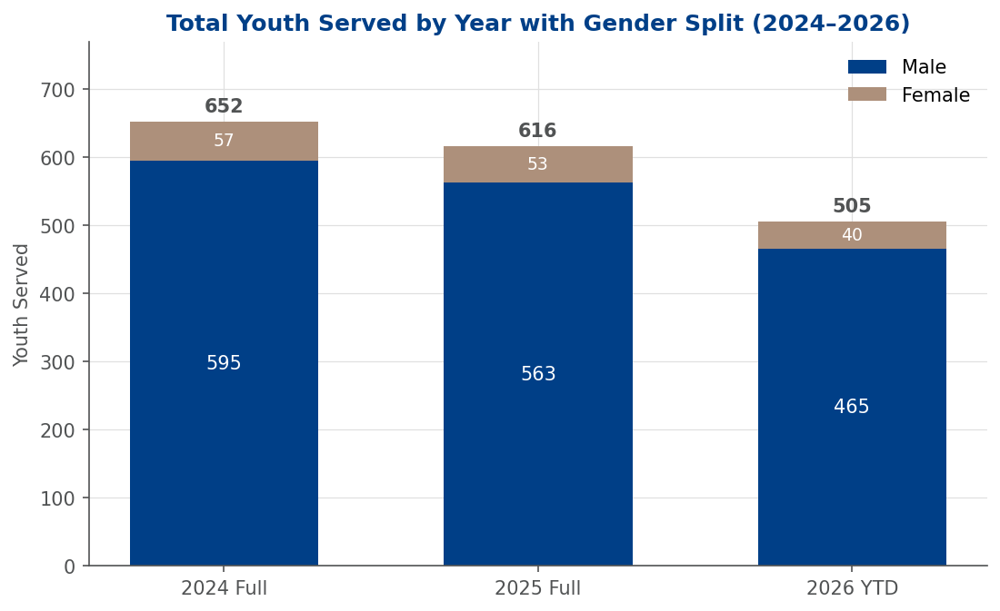 Total Youth Served by Year with Gender Split (2024–2026)
Male
Female
Youth Served
700
600
500
400
300
200
100
0
652
57
595
616
53
563
505
40
465
2024 Full
2025 Full
2026 YTD